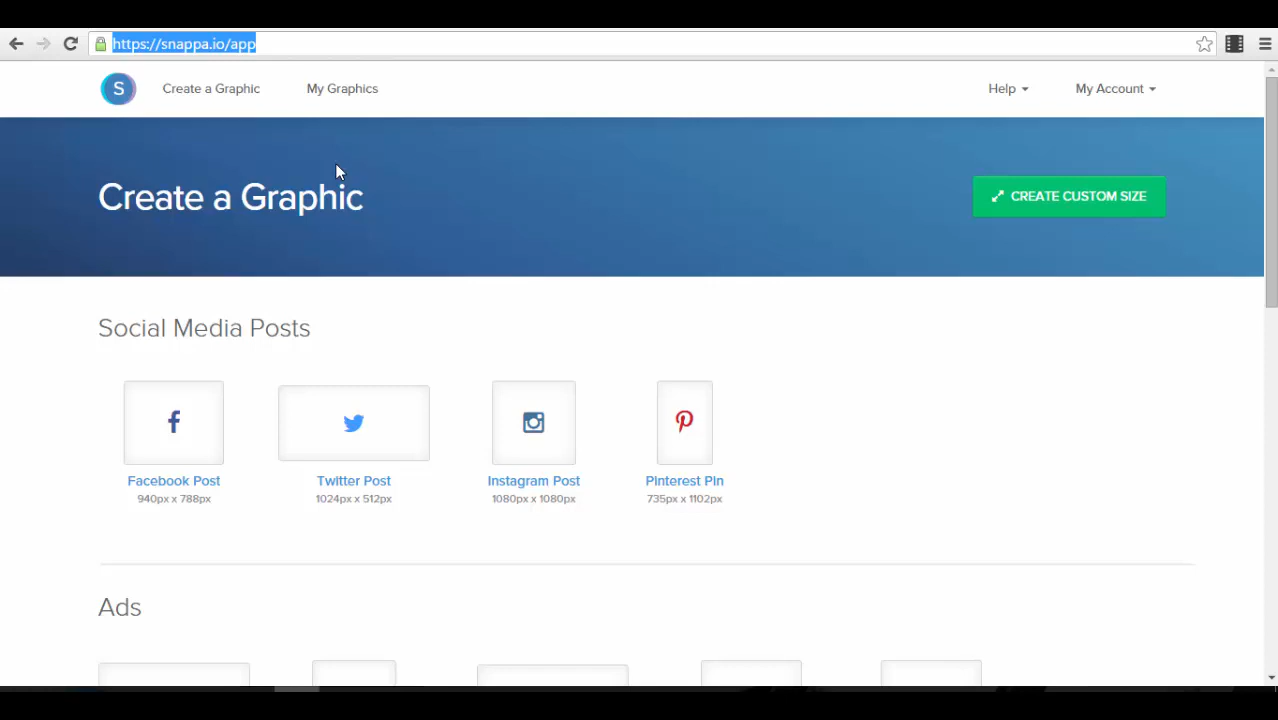 https://snappa.io/app
S Create a Graphic My Graphics Help My Account
Create a Graphic
CREATE CUSTOM SIZE
Social Media Posts
Facebook Post Twitter Post Instagram Post Pinterest Pin
940px x 788px 1024px x 512px 1080px x 1080px 735px x 1102px
Ads